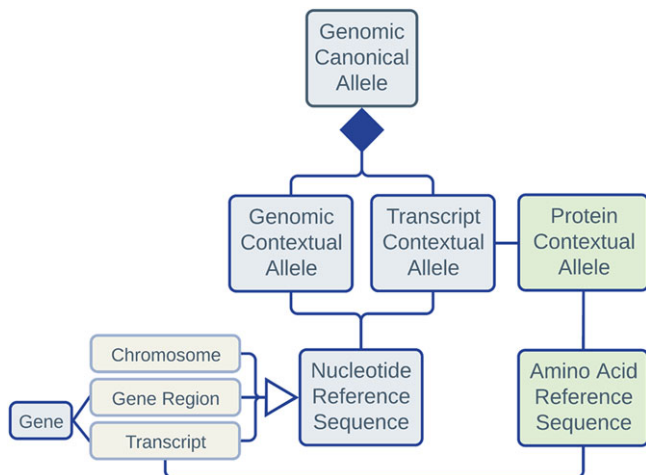 Genomic
Canonical
Allele
Genomic
Contextual
Allele
Transcript
Contextual
Allele
Protein
Contextual
Allele
Chromosome
Gene Region
Transcript
Gene
Nucleotide
Reference
Sequence
Amino Acid
Reference
Sequence